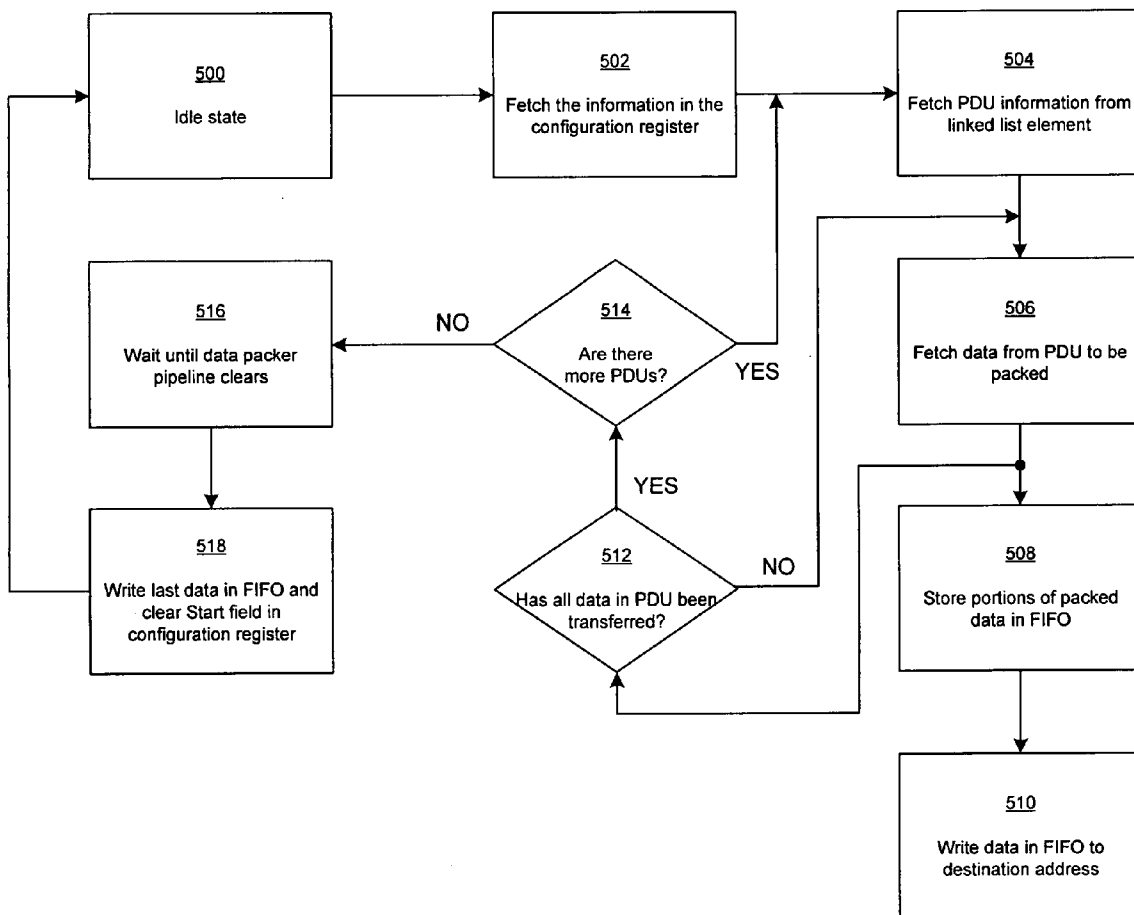 500
Idle state
502
Fetch the information in the
configuration register
504
Fetch PDU information from
linked list element
516
Wait until data packer
pipeline clears
NO
514
Are there
more PDUs?
YES
506
Fetch data from PDU to be
packed
YES
518
Write last data in FIFO and
clear Start field in
configuration register
512
Has all data in PDU been
transferred?
NO
508
Store portions of packed
data in FIFO
510
Write data in FIFO to
destination address